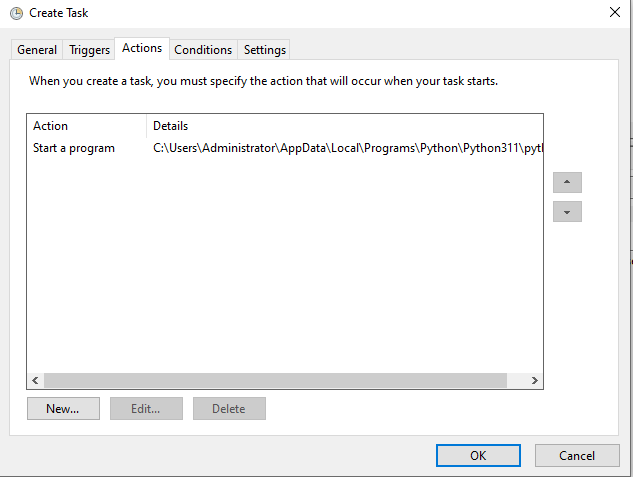 Create Task
General Triggers Actions Conditions Settings
When you create a task, you must specify the action that will occur when your task starts.
Action Details
Start a program C:\Users\Administrator\AppData\Local\Programs\Python\Python311\pyt
New... Edit... Delete
OK Cancel